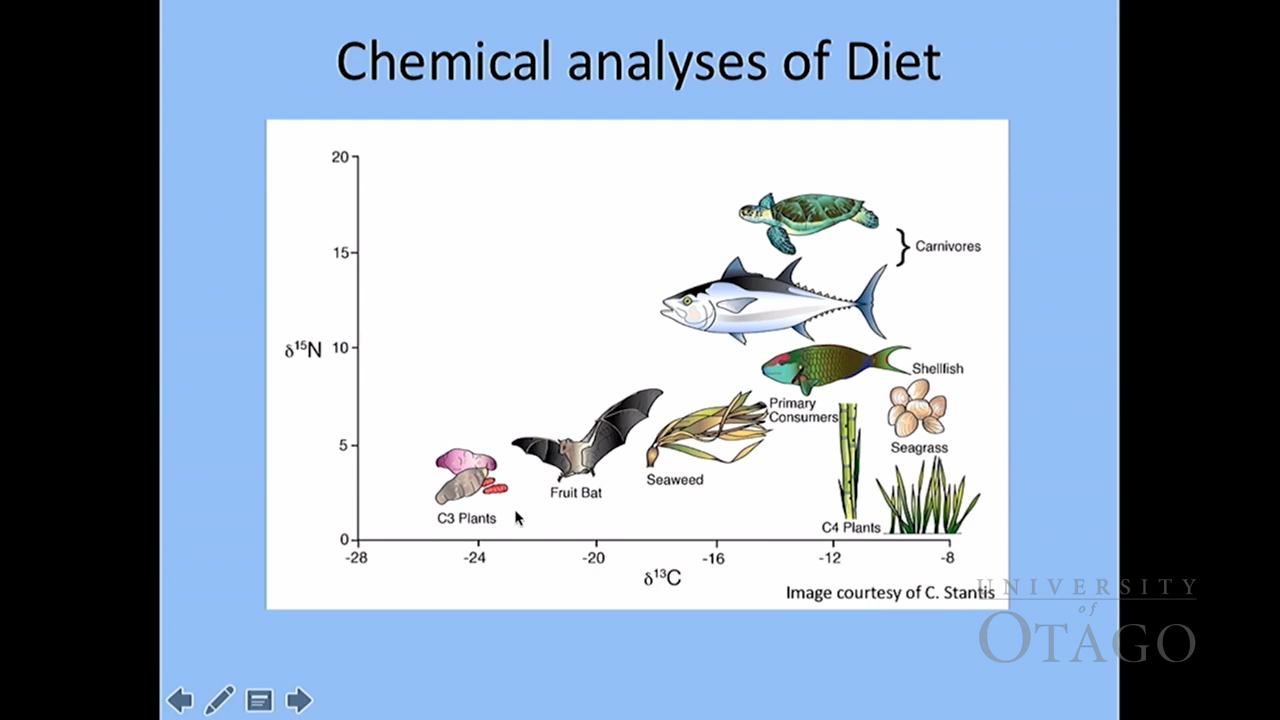 Chemical analyses of Diet
20
15
10
5
0
δ15N
Carnivores
Shellfish
Primary
Consumers
Seagrass
Seaweed
Fruit Bat
C3 Plants
C4 Plants
-28 -24 -20 -16 -12 -8
δ13C
Image courtesy of C. Stantis
UNIVERSITY
of
OTAGO